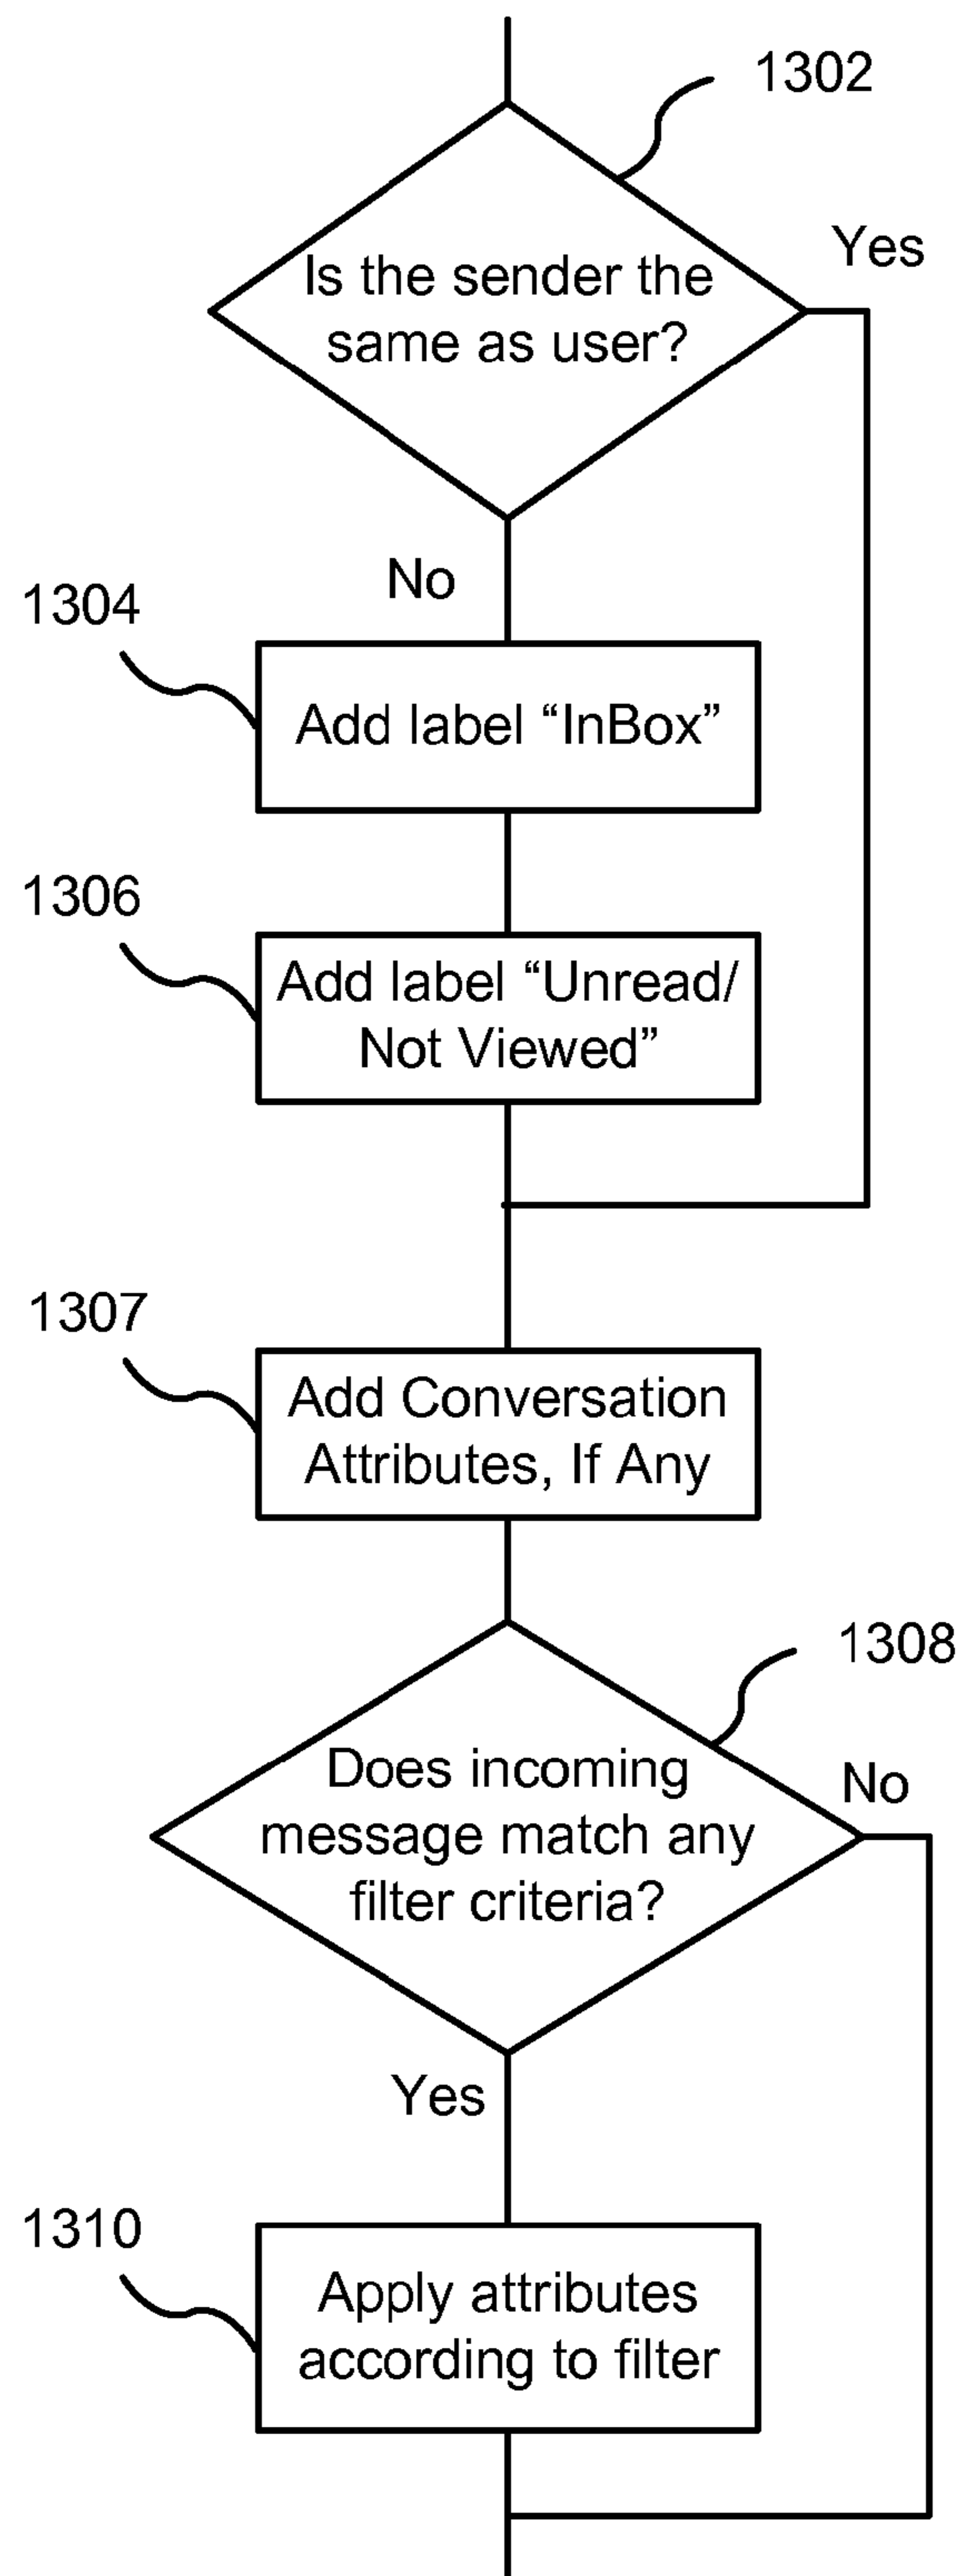 1302
Yes
Is the sender the
same as user?
No
1304
Add label “InBox”
1306
Add label “Unread/
Not Viewed”
1307
Add Conversation
Attributes, If Any
1308
No
Does incoming
message match any
filter criteria?
Yes
1310
Apply attributes
according to filter